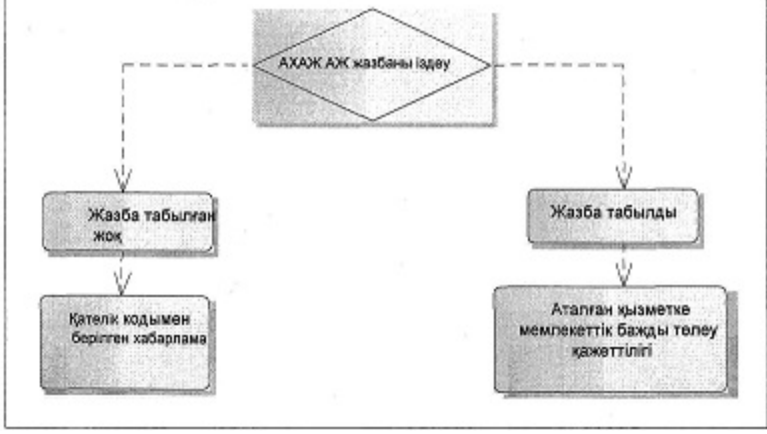 АХАЖ АЖ жазбаны іздеу
Жазба табылған
жоқ
Жазба табылды
Қателік кодымен
берілген хабарлама
Аталған қызметке
мемлекеттік бажды төлеу
қажеттілігі